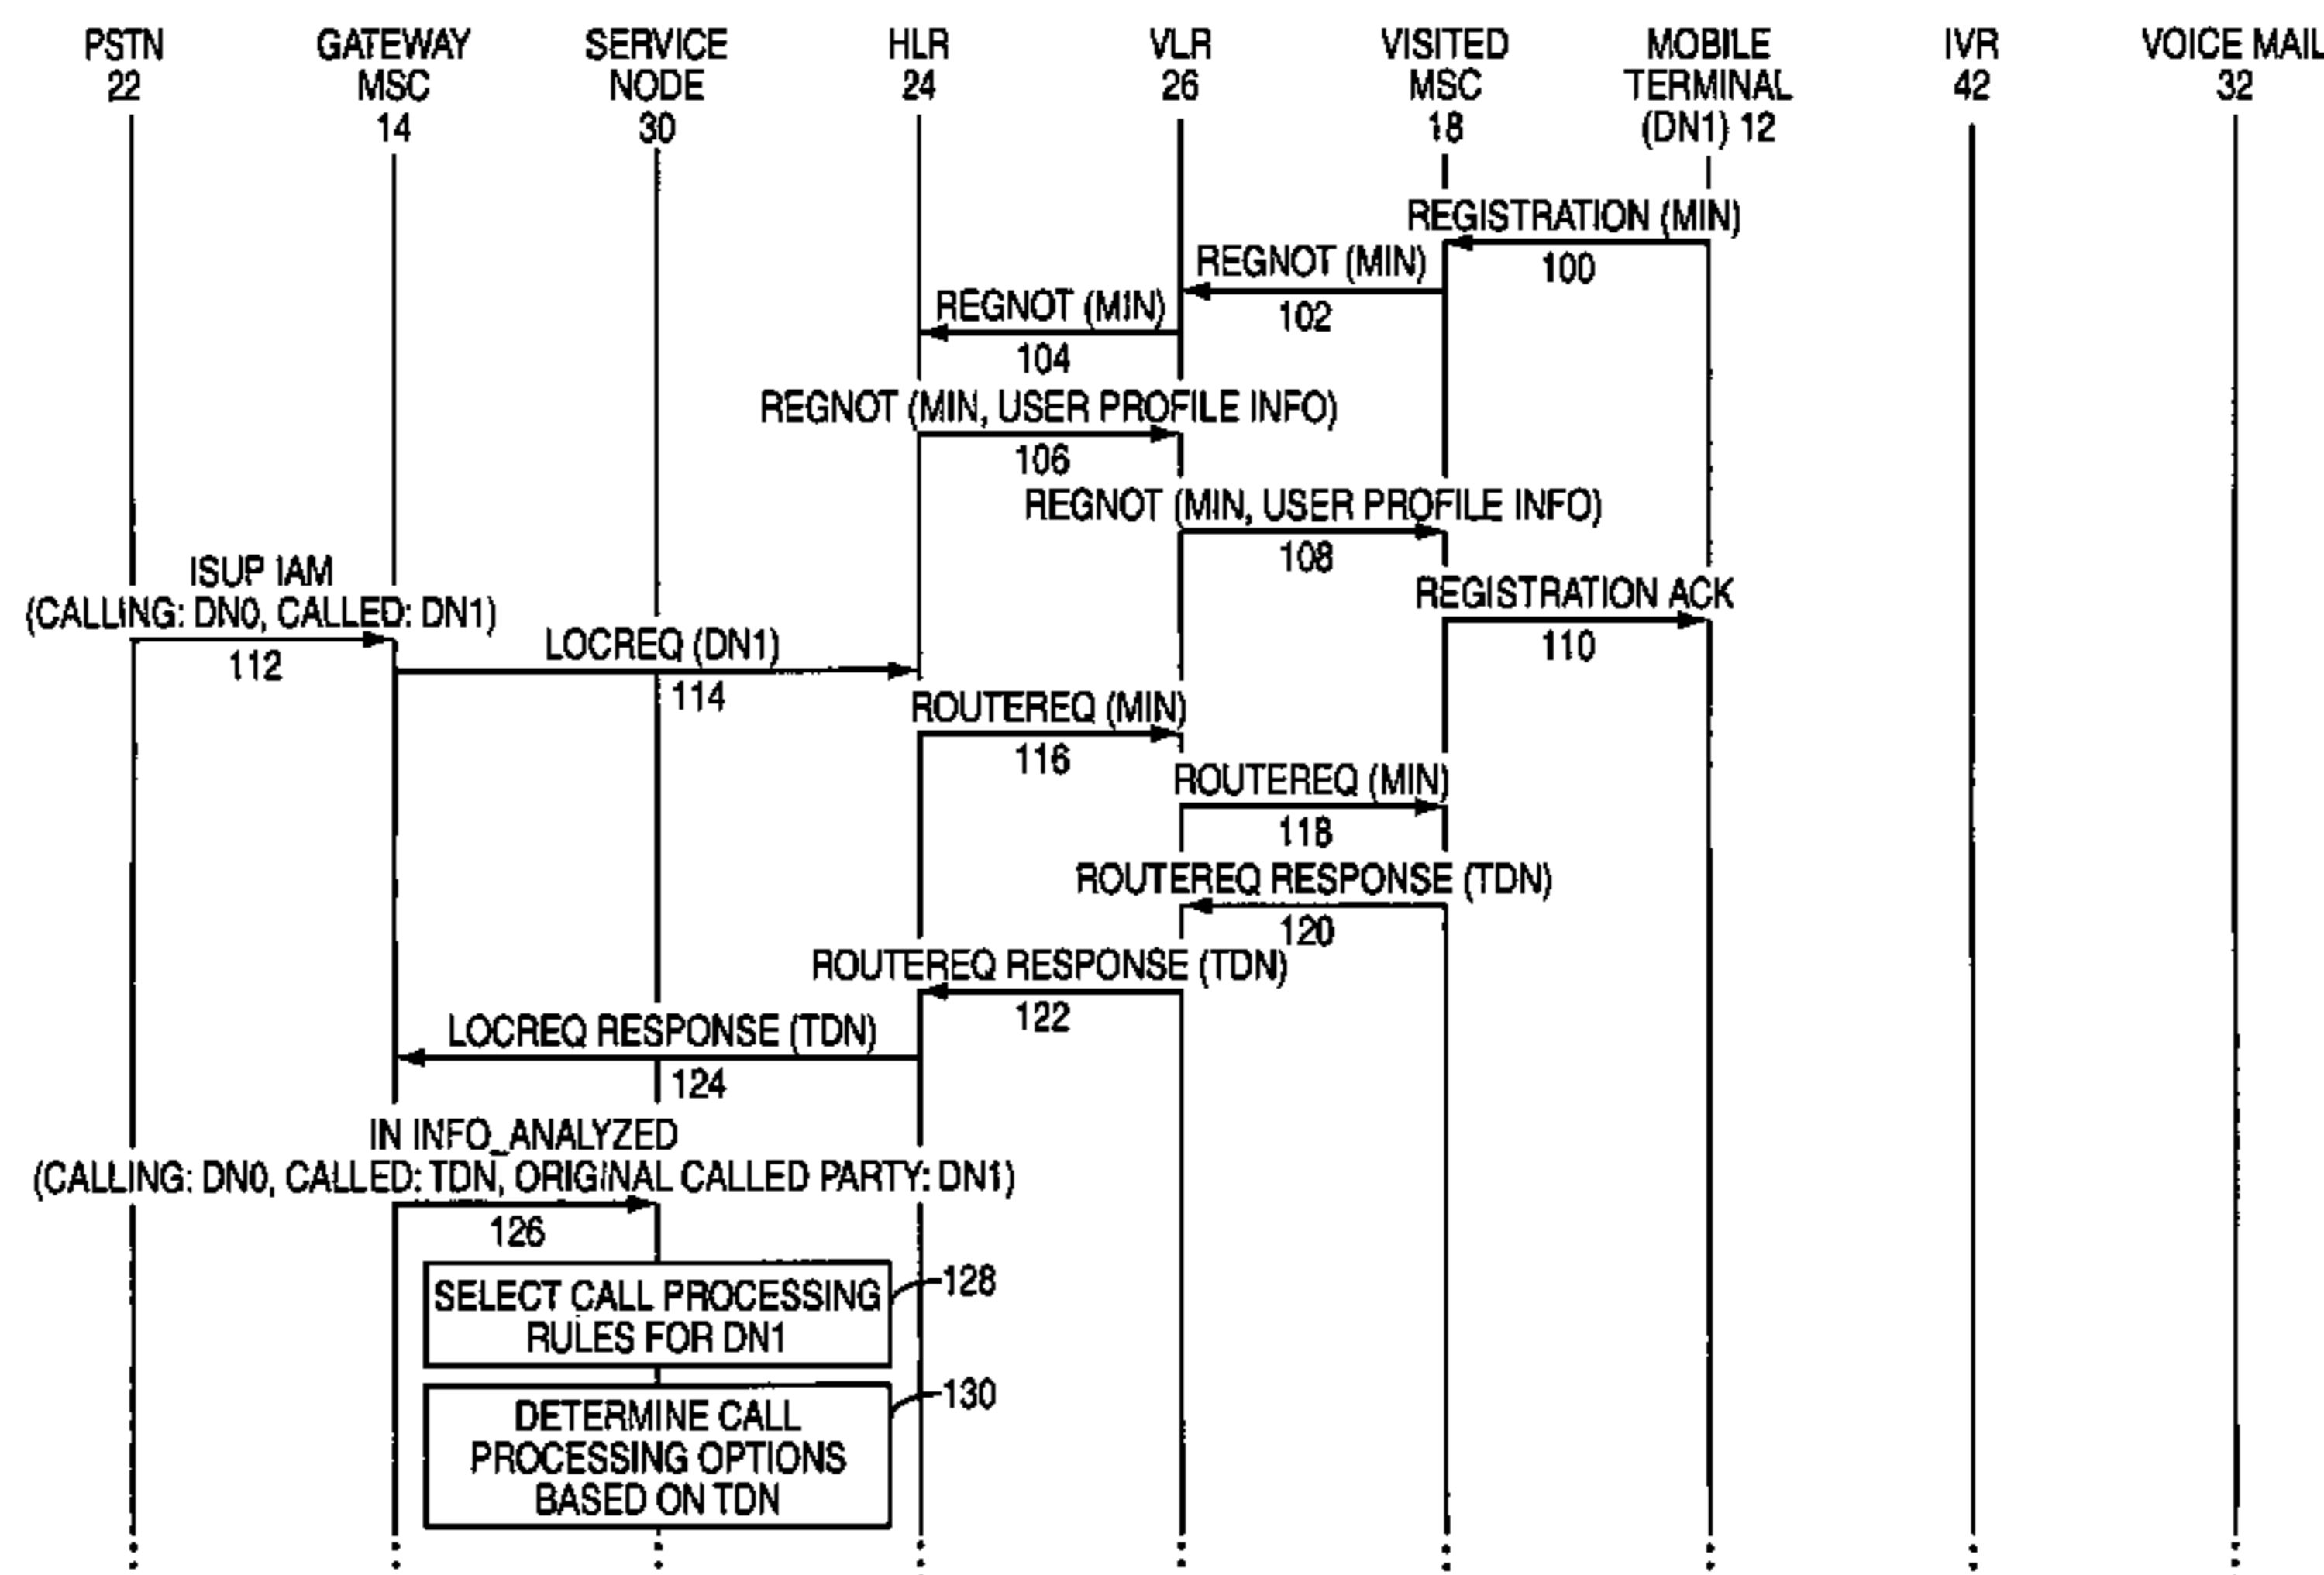 PSTN
22
GATEWAY
MSC
14
SERVICE
NODE
30
HLR
24
VLR
26
VISITED
MSC
18
MOBILE
TERMINAL
(DN1) 12
IVR
42
VOICE MAIL
32
REGISTRATION (MIN)
100
REGNOT (MIN)
102
REGNOT (MIN)
104
REGNOT (MIN, USER PROFILE INFO)
106
REGNOT (MIN, USER PROFILE INFO)
108
REGISTRATION ACK
110
ISUP IAM
(CALLING: DN0, CALLED: DN1)
112
LOCREQ (DN1)
114
ROUTEREQ (MIN)
116
ROUTEREQ (MIN)
118
ROUTEREQ RESPONSE (TDN)
120
ROUTEREQ RESPONSE (TDN)
122
LOCREQ RESPONSE (TDN)
124
IN INFO_ANALYZED
(CALLING: DN0, CALLED: TDN, ORIGINAL CALLED PARTY: DN1)
126
SELECT CALL PROCESSING
RULES FOR DN1
128
DETERMINE CALL
PROCESSING OPTIONS
BASED ON TDN
130